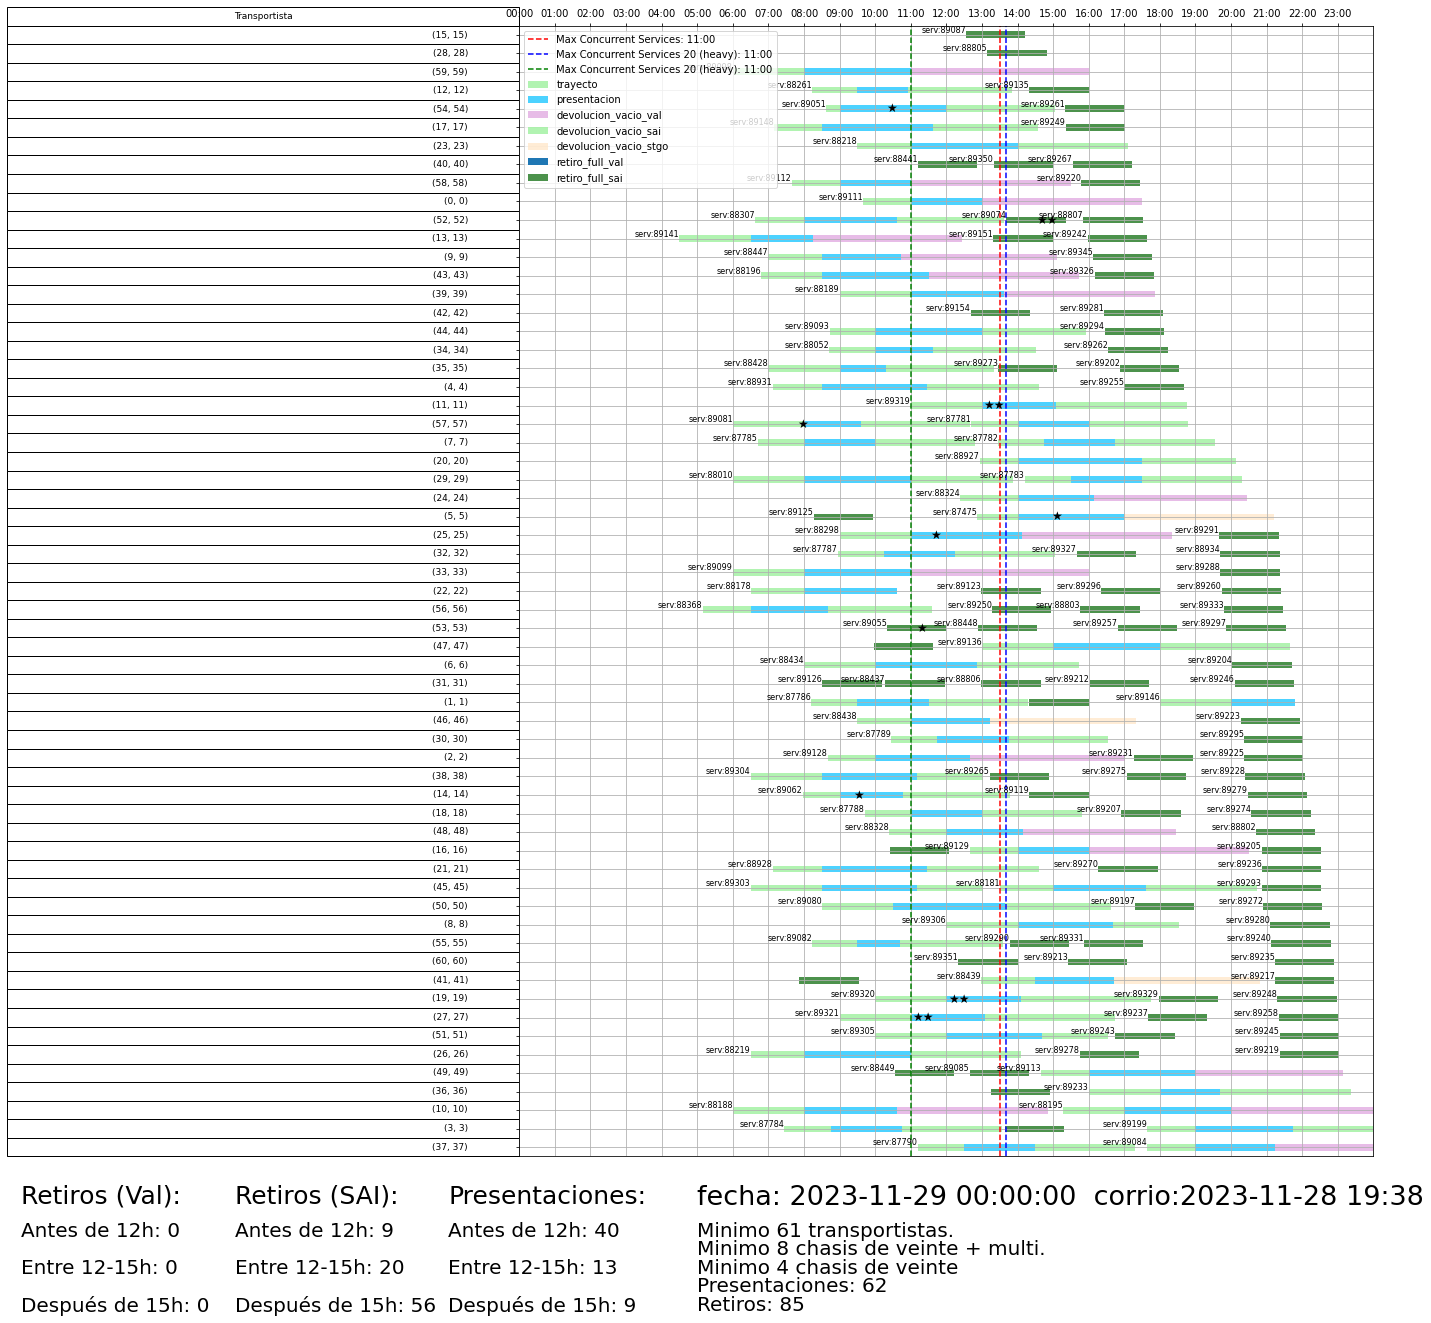 Transportista
00:00 01:00 02:00 03:00 04:00 05:00 06:00 07:00 08:00 09:00 10:00 11:00 12:00 13:00 14:00 15:00 16:00 17:00 18:00 19:00 20:00 21:00 22:00 23:00
Max Concurrent Services: 11:00
Max Concurrent Services 20 (heavy): 11:00
Max Concurrent Services 20 (heavy): 11:00
trayecto
presentacion
devolucion_vacio_val
devolucion_vacio_sai
devolucion_vacio_stgo
retiro_full_val
retiro_full_sai
(15, 15) serv:89087
(28, 28) serv:88805
(59, 59)
(12, 12) serv:88261 serv:89135
(54, 54) serv:89051 serv:89261
(17, 17) serv:89148 serv:89249
(23, 23) serv:88218
(40, 40) serv:88441 serv:89350 serv:89267
(58, 58) serv:89112 serv:89220
(0, 0) serv:89111
(52, 52) serv:88307 serv:89074 serv:88807
(13, 13) serv:89141 serv:89151 serv:89242
(9, 9) serv:88447 serv:89345
(43, 43) serv:88196 serv:89326
(39, 39) serv:88189
(42, 42) serv:89154 serv:89281
(44, 44) serv:89093 serv:89294
(34, 34) serv:88052 serv:89262
(35, 35) serv:88428 serv:89273 serv:89202
(4, 4) serv:88931 serv:89255
(11, 11) serv:89319
(57, 57) serv:89081 serv:87781
(7, 7) serv:87785 serv:87782
(20, 20) serv:88927
(29, 29) serv:88010 serv:87783
(24, 24) serv:88324
(5, 5) serv:89125 serv:87475
(25, 25) serv:88298 serv:89291
(32, 32) serv:87787 serv:89327 serv:88934
(33, 33) serv:89099 serv:89288
(22, 22) serv:88178 serv:89123 serv:89296 serv:89260
(56, 56) serv:88368 serv:89250 serv:88803 serv:89333
(53, 53) serv:89055 serv:88448 serv:89257 serv:89297
(47, 47) serv:89136
(6, 6) serv:88434 serv:89204
(31, 31) serv:89126 serv:88437 serv:88806 serv:89212 serv:89246
(1, 1) serv:87786 serv:89146
(46, 46) serv:88438 serv:89223
(30, 30) serv:87789 serv:89295
(2, 2) serv:89128 serv:89231 serv:89225
(38, 38) serv:89304 serv:89265 serv:89275 serv:89228
(14, 14) serv:89062 serv:89119 serv:89279
(18, 18) serv:87788 serv:89207 serv:89274
(48, 48) serv:88328 serv:88802
(16, 16) serv:89129 serv:89205
(21, 21) serv:88928 serv:89270 serv:89236
(45, 45) serv:89303 serv:88181 serv:89293
(50, 50) serv:89080 serv:89197 serv:89272
(8, 8) serv:89306 serv:89280
(55, 55) serv:89082 serv:89290 serv:89331 serv:89240
(60, 60) serv:89351 serv:89213 serv:89235
(41, 41) serv:88439 serv:89217
(19, 19) serv:89320 serv:89329 serv:89248
(27, 27) serv:89321 serv:89237 serv:89258
(51, 51) serv:89305 serv:89243 serv:89245
(26, 26) serv:88219 serv:89278 serv:89219
(49, 49) serv:88449 serv:89085 serv:89113
(36, 36) serv:89233
(10, 10) serv:88188 serv:88195
(3, 3) serv:87784 serv:89199
(37, 37) serv:87790 serv:89084
Retiros (Val): Retiros (SAI): Presentaciones: fecha: 2023-11-29 00:00:00 corrio:2023-11-28 19:38
Antes de 12h: 0 Antes de 12h: 9 Antes de 12h: 40 Minimo 61 transportistas.
Minimo 8 chasis de veinte + multi.
Entre 12-15h: 0 Entre 12-15h: 20 Entre 12-15h: 13 Minimo 4 chasis de veinte
Presentaciones: 62
Después de 15h: 0 Después de 15h: 56 Después de 15h: 9 Retiros: 85